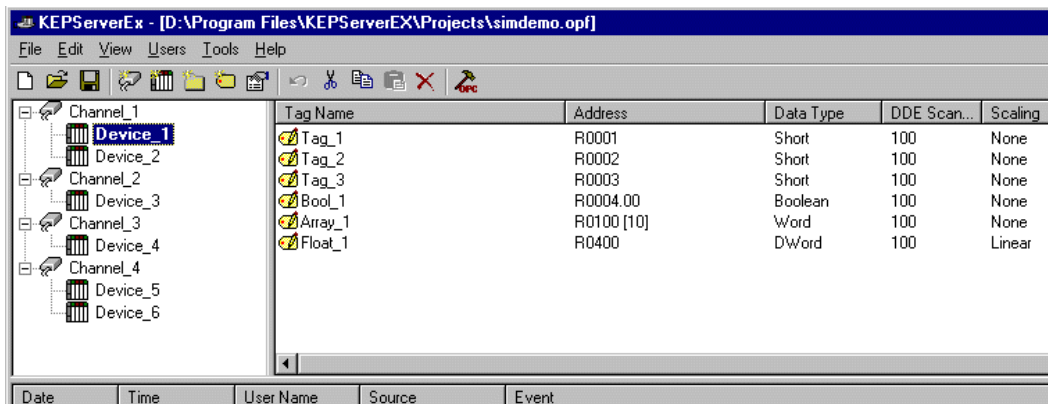 KEPServerEx - [D:\Program Files\KEPServerEX\Projects\simdemo.opf]
File Edit View Users Tools Help
OPC
Channel_1
Device_1
Device_2
Channel_2
Device_3
Channel_3
Device_4
Channel_4
Device_5
Device_6
Tag Name Address Data Type DDE Scan... Scaling
Tag_1 R0001 Short 100 None
Tag_2 R0002 Short 100 None
Tag_3 R0003 Short 100 None
Bool_1 R0004.00 Boolean 100 None
Array_1 R0100 [10] Word 100 None
Float_1 R0400 DWord 100 Linear
Date Time User Name Source Event